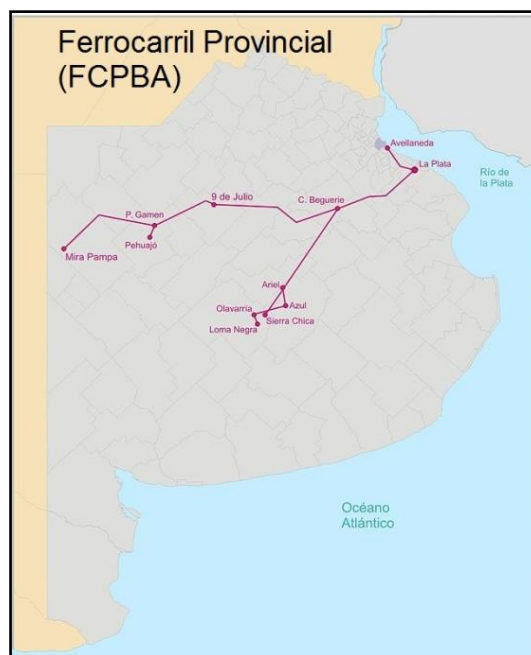 Ferrocarril Provincial
(FCPBA)
Avellaneda
La Plata
Río de
la Plata
9 de Julio
C. Beguerie
P. Gamen
Pehuajó
Mira Pampa
Ariel
Azul
Olavarría
Sierra Chica
Loma Negra
Océano
Atlántico